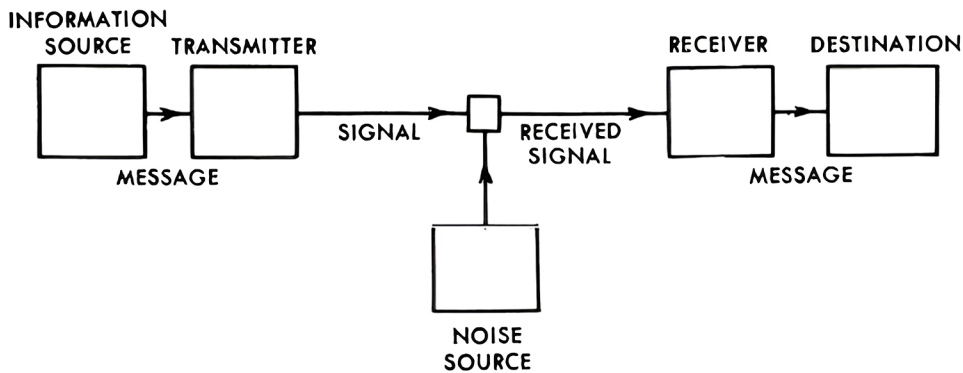 INFORMATION
SOURCE
TRANSMITTER
RECEIVER
DESTINATION
SIGNAL
RECEIVED
SIGNAL
MESSAGE
MESSAGE
NOISE
SOURCE